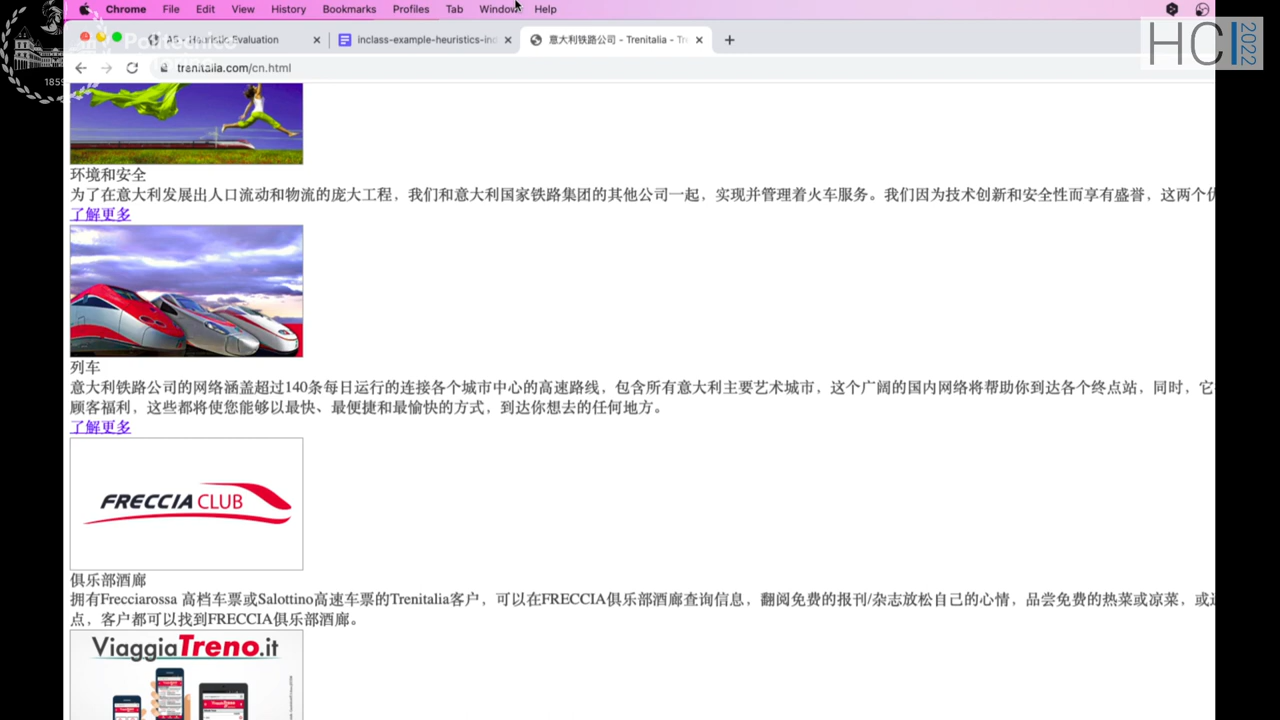 Chrome File Edit View History Bookmarks Profiles Tab Window Help
Heuristic Evaluation
inclass-example-heuristics-ind
意大利铁路公司 - Trenitalia - Tr
trenitalia.com/cn.html
Politecnico
1859
HCI 2022
环境和安全
为了在意大利发展出人口流动和物流的庞大工程，我们和意大利国家铁路集团的其他公司一起，实现并管理着火车服务。我们因为技术创新和安全性而享有盛誉，这两个
了解更多
列车
意大利铁路公司的网络涵盖超过140条每日运行的连接各个城市中心的高速路线，包含所有意大利主要艺术城市，这个广阔的国内网络将帮助你到达各个终点站，同时，它
顾客福利，这些都将使您能够以最快、最便捷和最愉快的方式，到达你想去的任何地方。
了解更多
FRECCIACLUB
俱乐部酒廊
拥有Frecciarossa 高档车票或Salottino高速车票的Trenitalia客户，可以在FRECCIA俱乐部酒廊查询信息，翻阅免费的报刊/杂志放松自己的心情，品尝免费的热菜或凉菜，或
点，客户都可以找到FRECCIA俱乐部酒廊。
ViaggiaTreno.it